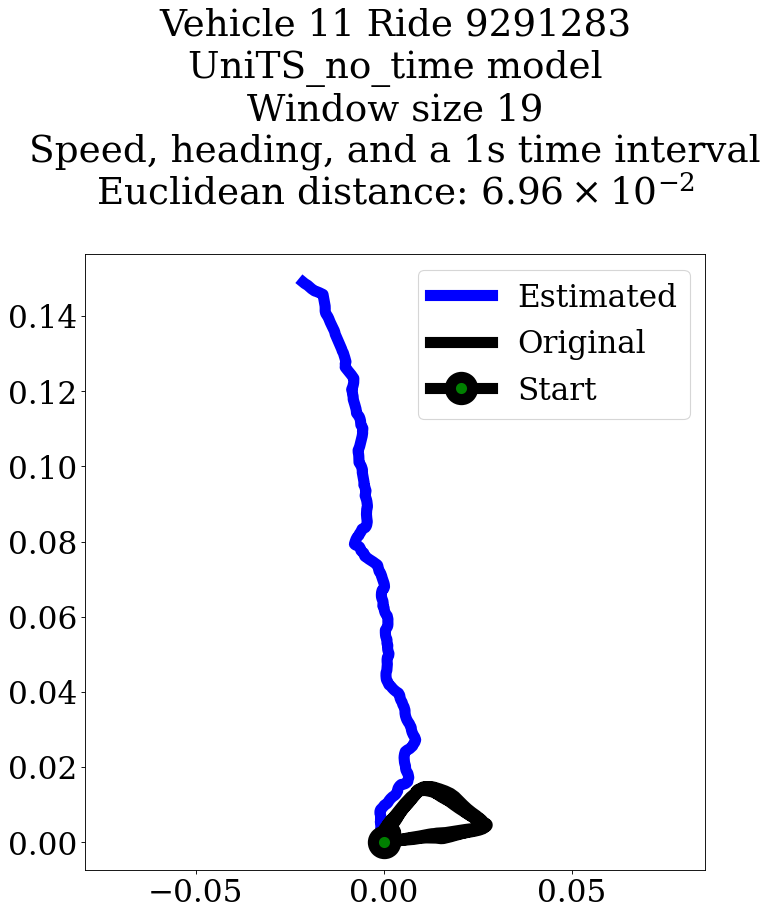 Vehicle 11 Ride 9291283
UniTS_no_time model
Window size 19
Speed, heading, and a 1s time interval
Euclidean distance: 6.96 × 10⁻²
Estimated
Original
Start
0.14
0.12
0.10
0.08
0.06
0.04
0.02
0.00
−0.05 0.00 0.05